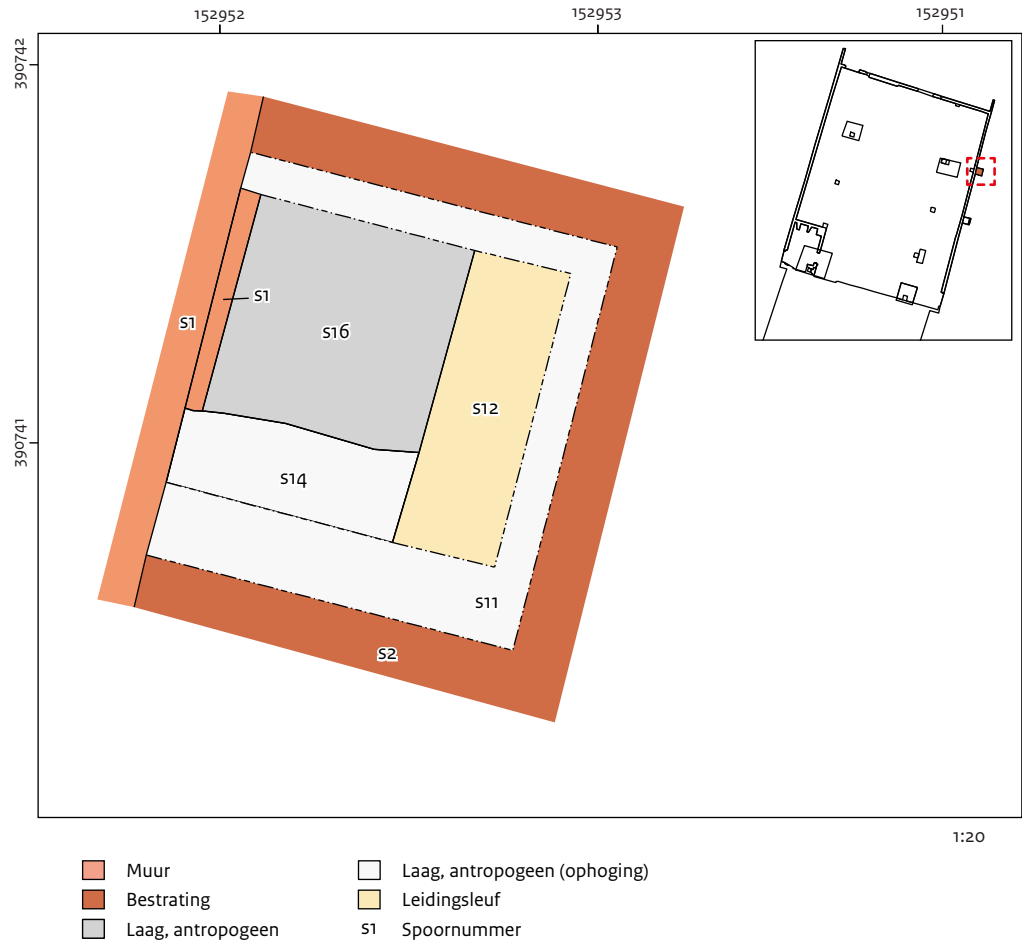 152952
152953
152951
390742
S1
S1
S16
390741
S12
S14
S11
S2
1:20
Muur
Bestrating
Laag, antropogeen
Laag, antropogeen (ophoging)
Leidingsleuf
S1 Spoornummer